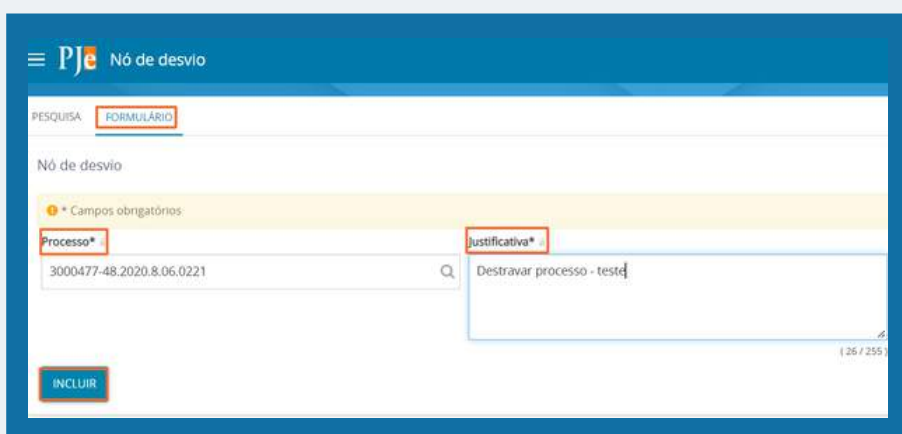 PJe Nó de desvio
PESQUISA FORMULÁRIO
Nó de desvio
* Campos obrigatórios
Processo* Justificativa*
3000477-48.2020.8.06.0221 Destravar processo - teste
( 26 / 255 )
INCLUIR